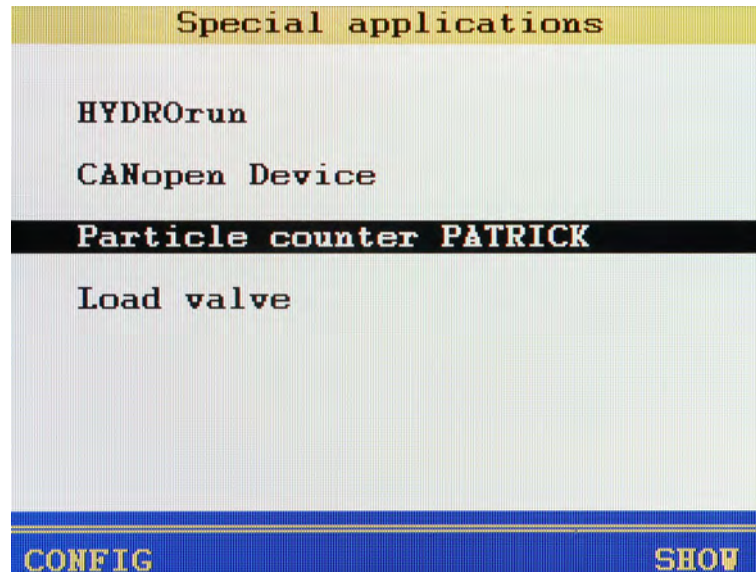 Special applications
HYDROrun
CANopen Device
Particle counter PATRICK
Load valve
CONFIG SHOW